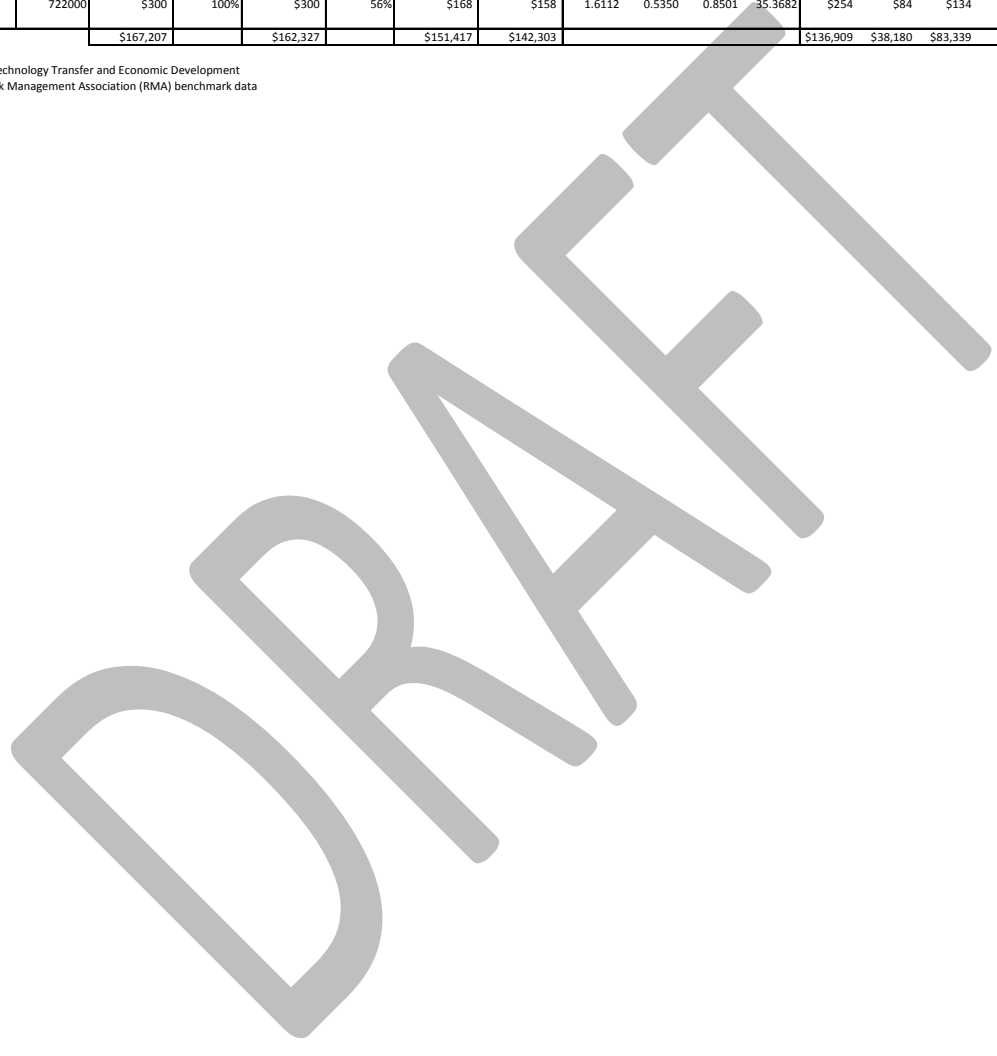 722000 $300 100% $300 56% $168 $158 1.6112 0.5350 0.8501 35.3682 $254 $84 $134
$167,207 $162,327 $151,417 $142,303 $136,909 $38,180 $83,339
Transfer and Economic Development
Management Association (RMA) benchmark data
DRAFT